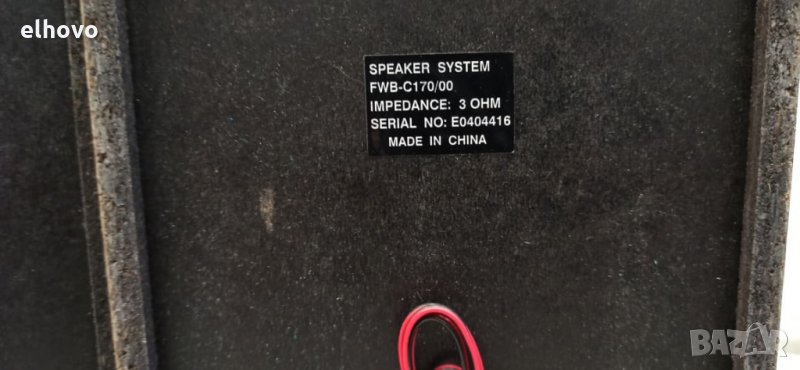 elhovo
SPEAKER SYSTEM
FWB-C170/00
IMPEDANCE: 3 OHM
SERIAL NO: E0404416
MADE IN CHINA
BAZAR